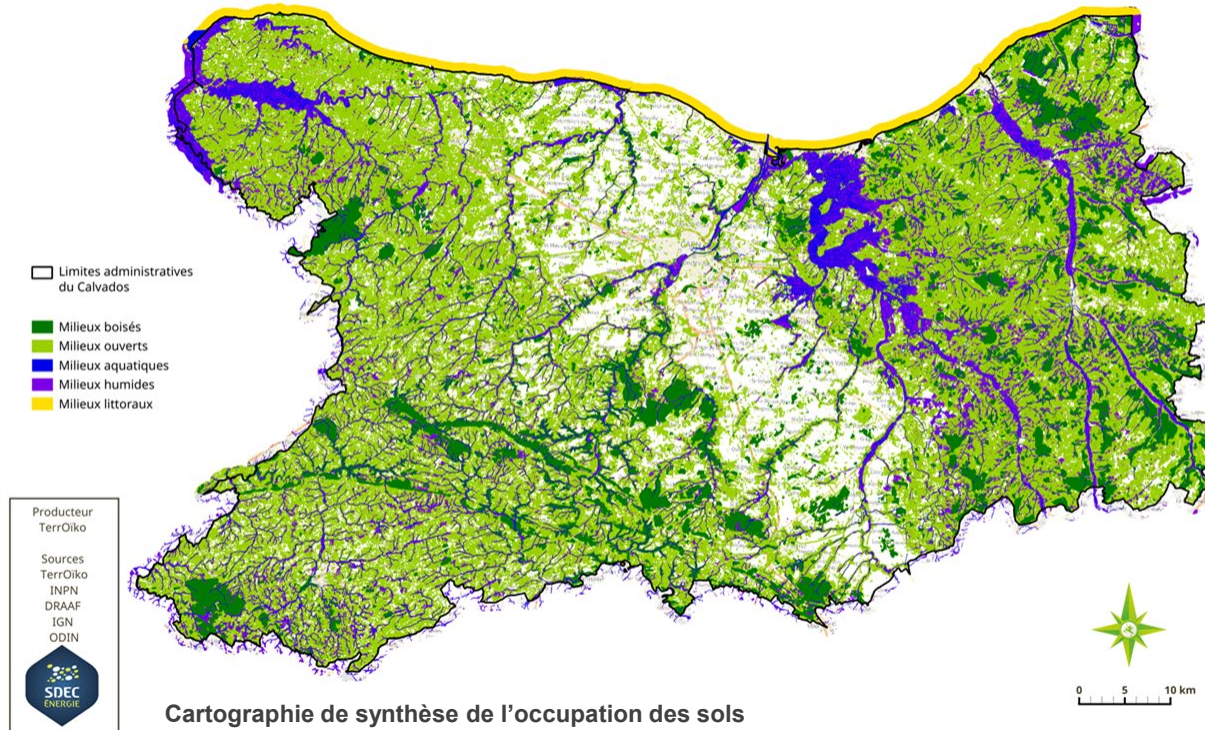 Limites administratives
du Calvados
Milieux boisés
Milieux ouverts
Milieux aquatiques
Milieux humides
Milieux littoraux
Producteur
TerrOïko
Sources
TerrOïko
INPN
DRAAF
IGN
ODIN
SDEC
ÉNERGIE
0 5 10 km
Cartographie de synthèse de l’occupation des sols